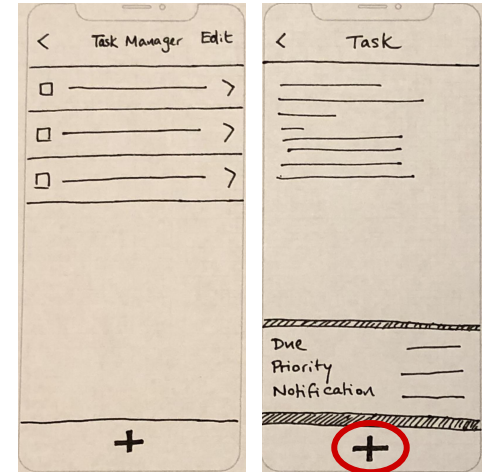 < Task Manager Edit
< Task
Due
Priority
Notification